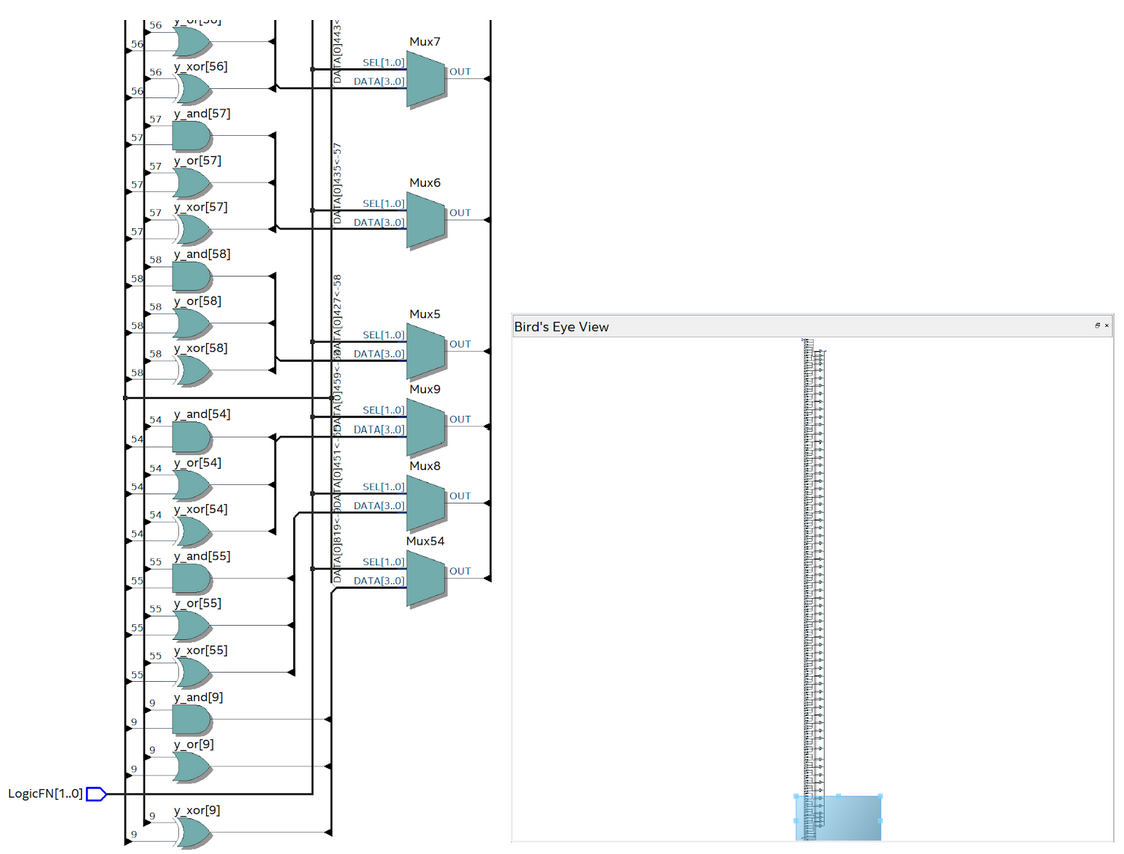 y_or[56]
56
56
y_xor[56]
56
56
y_and[57]
57
57
y_or[57]
57
57
y_xor[57]
57
57
y_and[58]
58
58
y_or[58]
58
58
y_xor[58]
58
58
y_and[54]
54
54
y_or[54]
54
54
y_xor[54]
54
54
y_and[55]
55
55
y_or[55]
55
55
y_xor[55]
55
55
y_and[9]
9
9
y_or[9]
9
9
LogicFN[1..0]
y_xor[9]
9
9
DATA[0]443<
DATA[0]435<-57
DATA[0]427<-58
DATA[0]459<-
DATA[0]451<-
DATA[0]819<-
Mux7
SEL[1..0]
DATA[3..0]
OUT
Mux6
SEL[1..0]
DATA[3..0]
OUT
Mux5
SEL[1..0]
DATA[3..0]
OUT
Mux9
SEL[1..0]
DATA[3..0]
OUT
Mux8
SEL[1..0]
DATA[3..0]
OUT
Mux54
SEL[1..0]
DATA[3..0]
OUT
Bird's Eye View